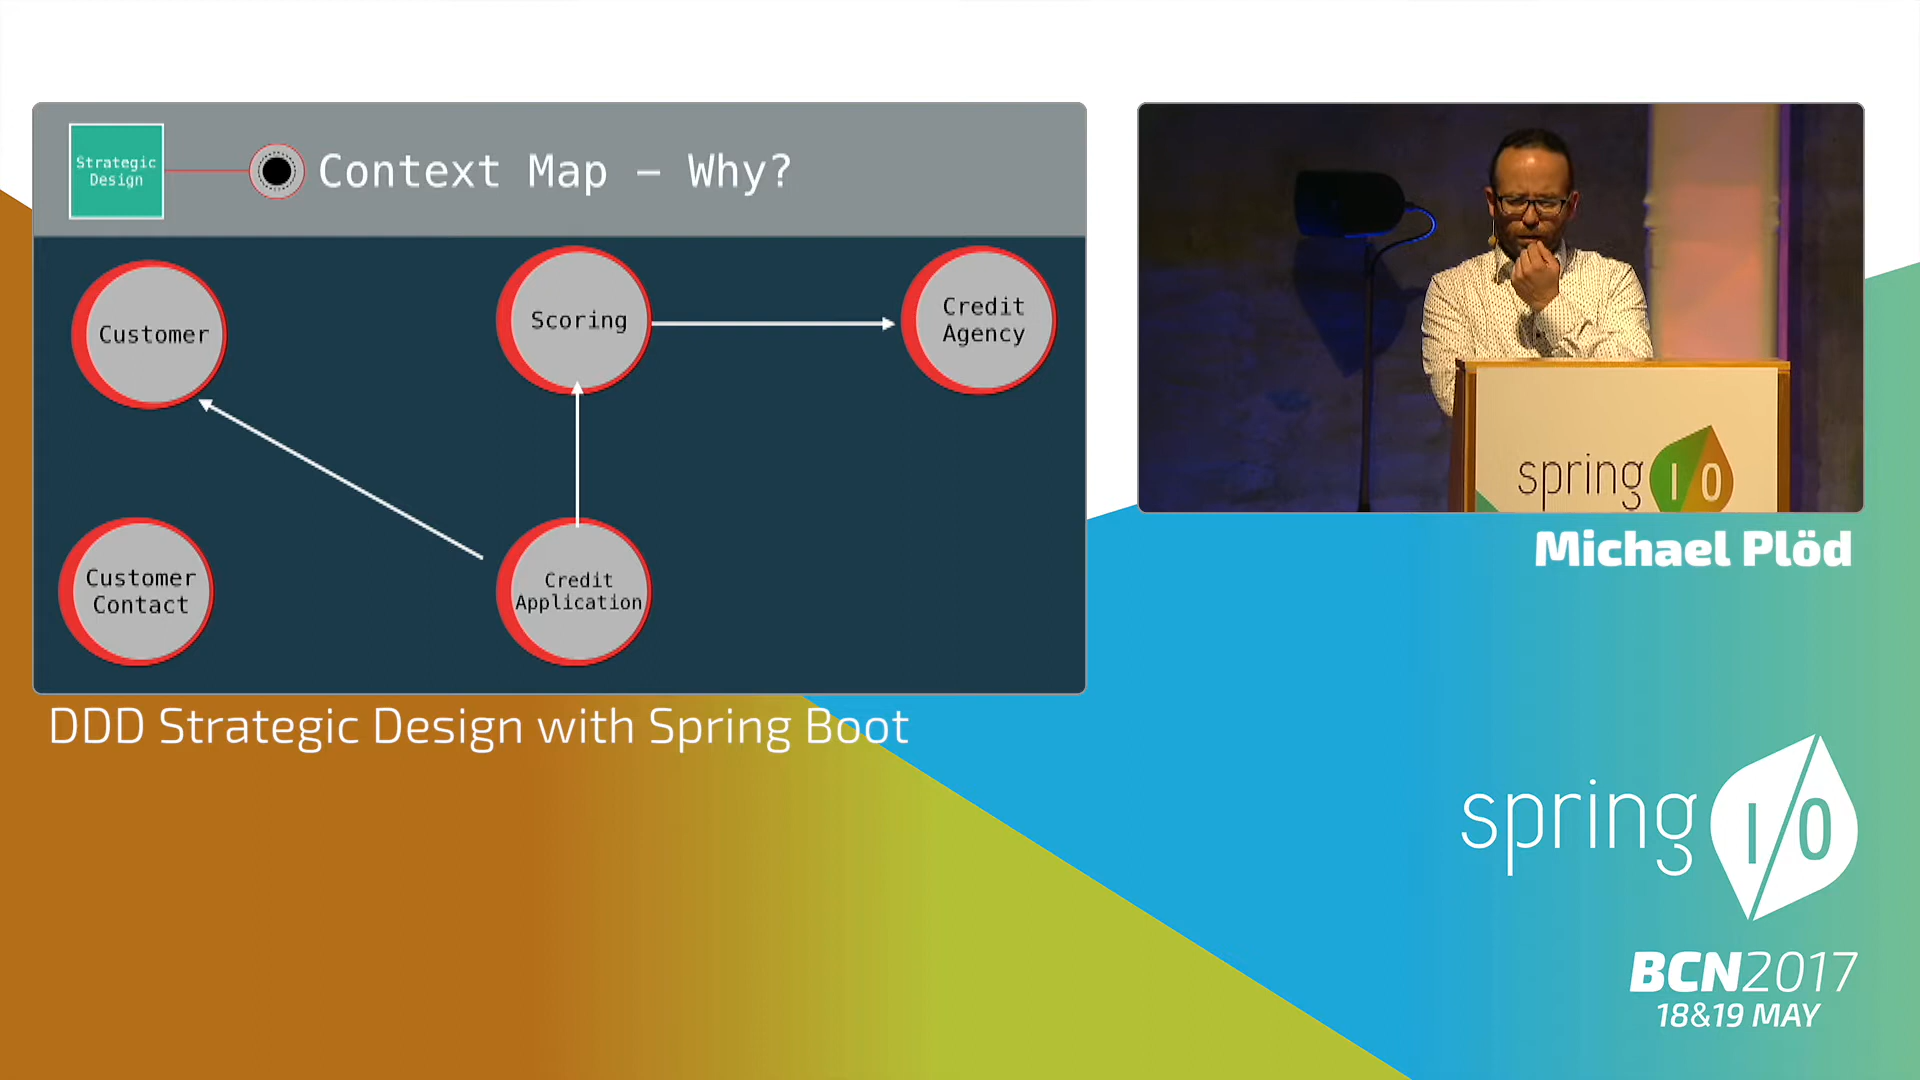 Strategic
Design
Context Map – Why?
Customer
Scoring
Credit
Agency
Customer
Contact
Credit
Application
spring I/O
Michael Plöd
DDD Strategic Design with Spring Boot
spring I/O
BCN2017
18&19 MAY